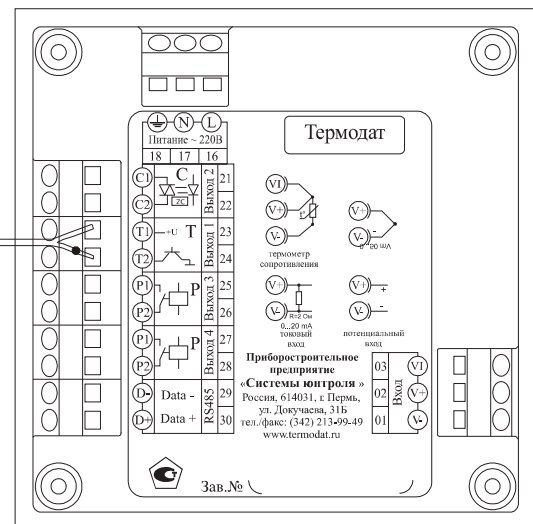 N L
Питание ~ 220В
18 17 16
Термодат
C1 C ZC Выход 2 21
C2 22
T1 +U T Выход 1 23
T2 24
P1 P Выход 3 25
P2 26
P1 P Выход 4 27
P2 28
D- Data - RS485 29
D+ Data + 30
VI
V+ t°
V-
термометр
сопротивления
V+
V- -
0...50 mV
V+
V- R=2 Ом
0...20 mA
токовый
вход
V+ +
V- -
потенциальный
вход
Приборостроительное
предприятие
«Системы контроля »
Россия, 614031, г. Пермь,
ул. Докучаева, 31Б
тел./факс: (342) 213-99-49
www.termodat.ru
03 Вход VI
02 V+
01 V-
Зав.№